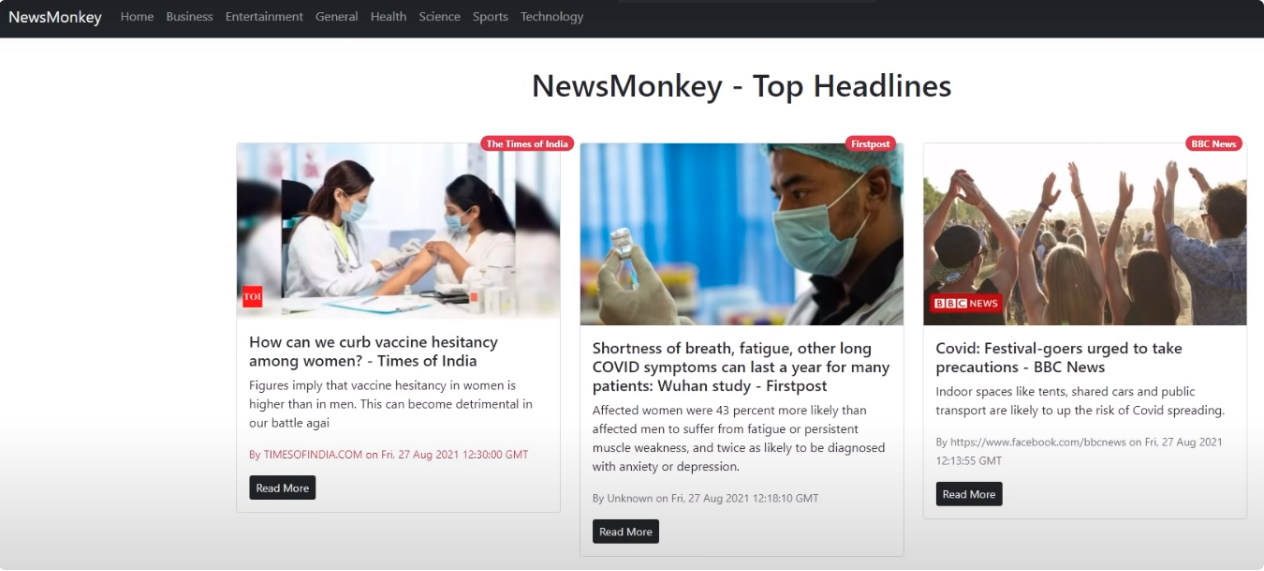 NewsMonkey Home Business Entertainment General Health Science Sports Technology
NewsMonkey - Top Headlines
The Times of India
TOI
How can we curb vaccine hesitancy
among women? - Times of India
Figures imply that vaccine hesitancy in women is
higher than in men. This can become detrimental in
our battle agai
By TIMESOFINDIA.COM on Fri, 27 Aug 2021 12:30:00 GMT
Read More
Firstpost
Shortness of breath, fatigue, other long
COVID symptoms can last a year for many
patients: Wuhan study - Firstpost
Affected women were 43 percent more likely than
affected men to suffer from fatigue or persistent
muscle weakness, and twice as likely to be diagnosed
with anxiety or depression.
By Unknown on Fri, 27 Aug 2021 12:18:10 GMT
Read More
BBC News
BBC NEWS
Covid: Festival-goers urged to take
precautions - BBC News
Indoor spaces like tents, shared cars and public
transport are likely to up the risk of Covid spreading.
By https://www.facebook.com/bbcnews on Fri, 27 Aug 2021
12:13:55 GMT
Read More